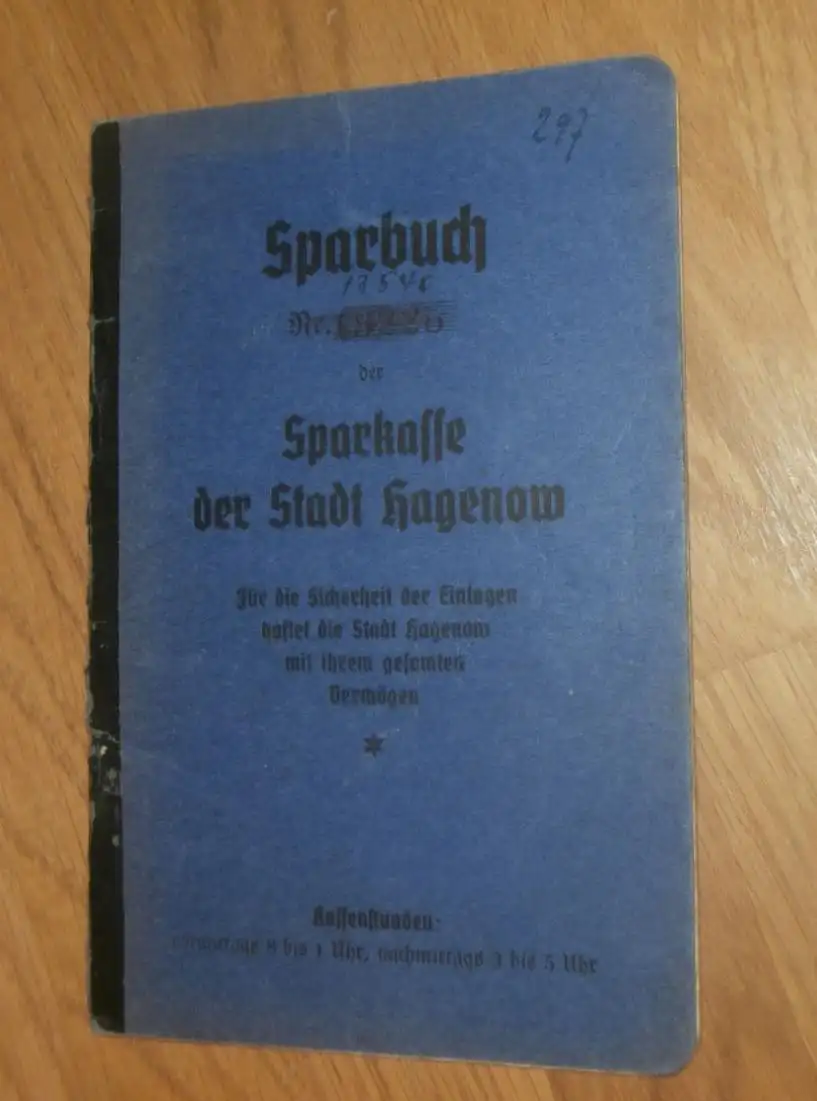 297
Sparbuch
Nr.
der
Sparkasse
der Stadt Hagenow
Für die Sicherheit der Einlagen
haftet die Stadt Hagenow
mit ihrem gesamten
Vermögen
*
Kassenstunden:
vormittags 8 bis 1 Uhr, nachmittags 3 bis 5 Uhr